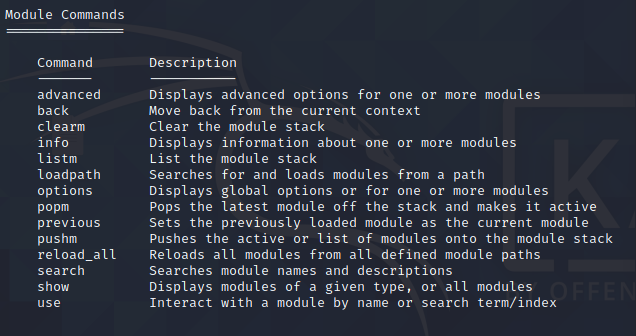 Module Commands
===============
Command Description
------- -----------
advanced Displays advanced options for one or more modules
back Move back from the current context
clearm Clear the module stack
info Displays information about one or more modules
listm List the module stack
loadpath Searches for and loads modules from a path
options Displays global options or for one or more modules
popm Pops the latest module off the stack and makes it active
previous Sets the previously loaded module as the current module
pushm Pushes the active or list of modules onto the module stack
reload_all Reloads all modules from all defined module paths
search Searches module names and descriptions
show Displays modules of a given type, or all modules
use Interact with a module by name or search term/index
K
OFFEN